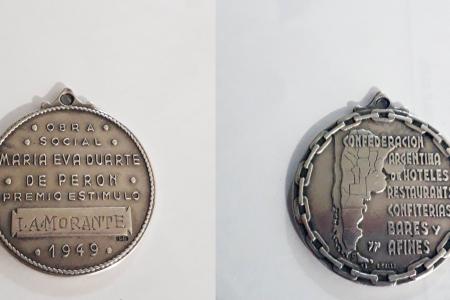 OBRA
SOCIAL
MARIA EVA DUARTE
DE PERON
PREMIO ESTIMULO
LA MORANTE
1949
CONFEDERACION
ARGENTINA
DE HOTELES
RESTAURANTS
CONFITERIAS
BARES Y
AFINES